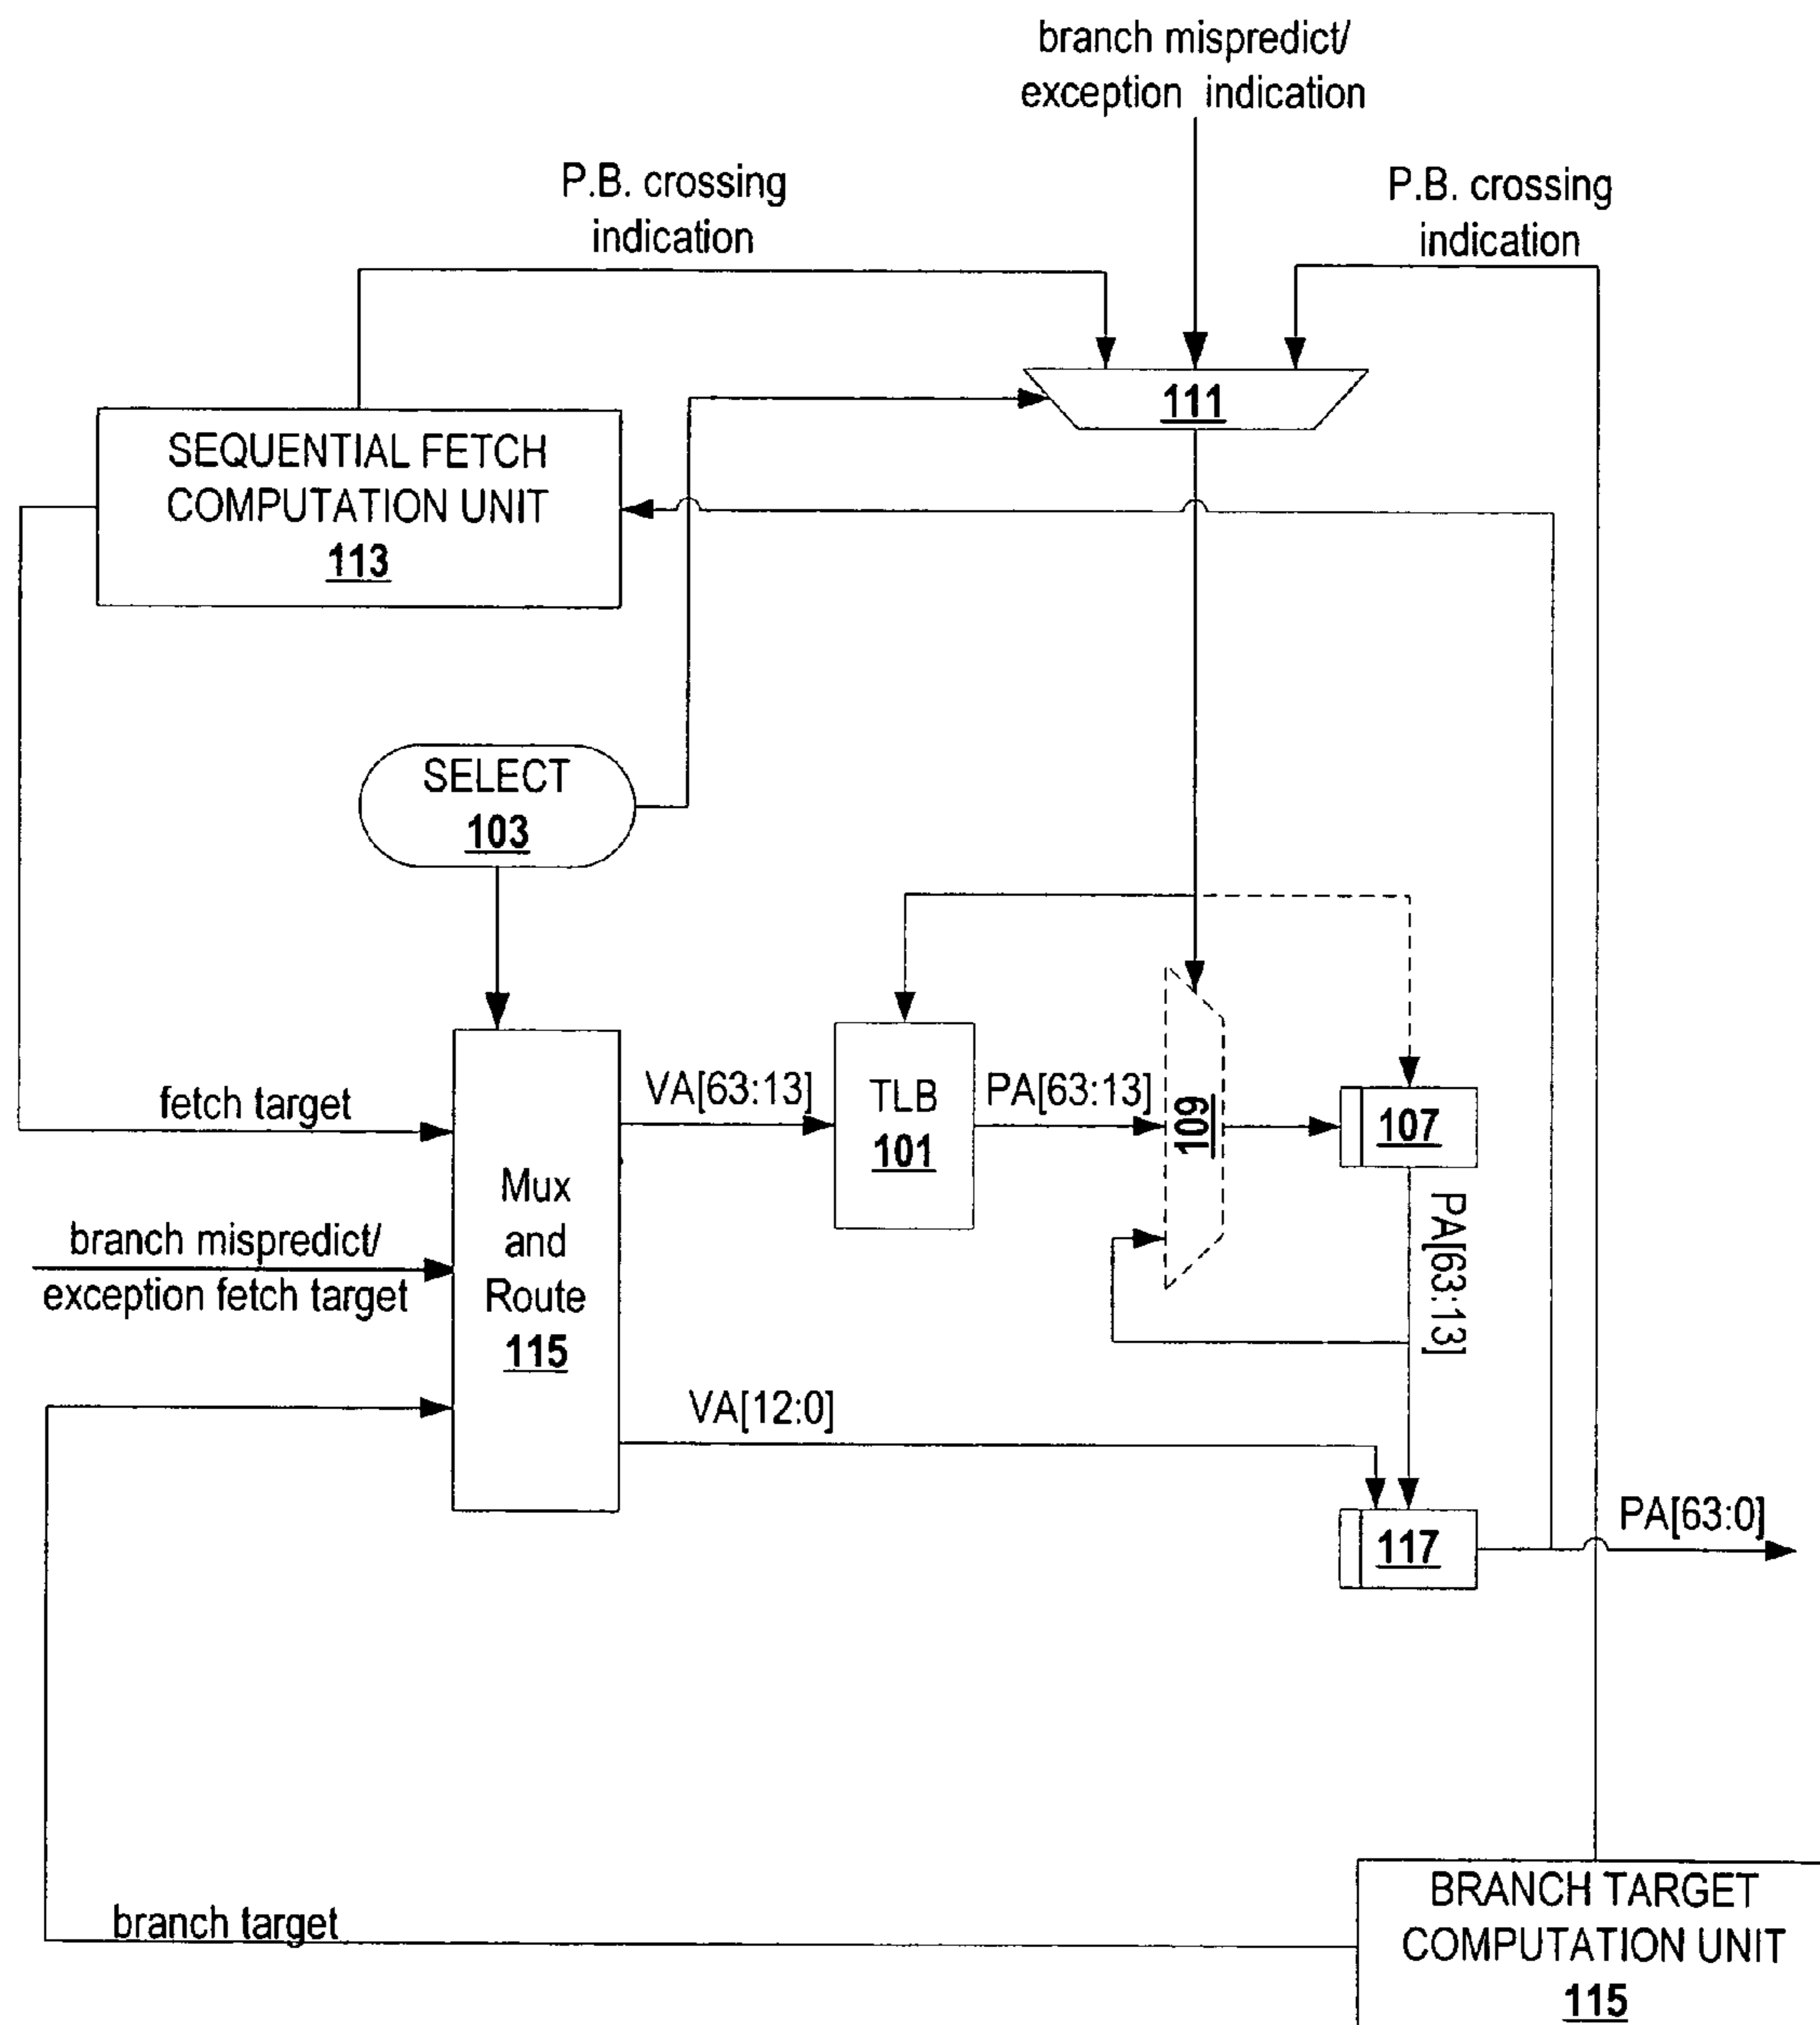 branch mispredict/
exception indication
P.B. crossing
indication
P.B. crossing
indication
111
SEQUENTIAL FETCH
COMPUTATION UNIT
113
SELECT
103
fetch target
branch mispredict/
exception fetch target
Mux
and
Route
115
VA[63:13]
TLB
101
PA[63:13]
109
107
PA[63:13]
VA[12:0]
117
PA[63:0]
branch target
BRANCH TARGET
COMPUTATION UNIT
115